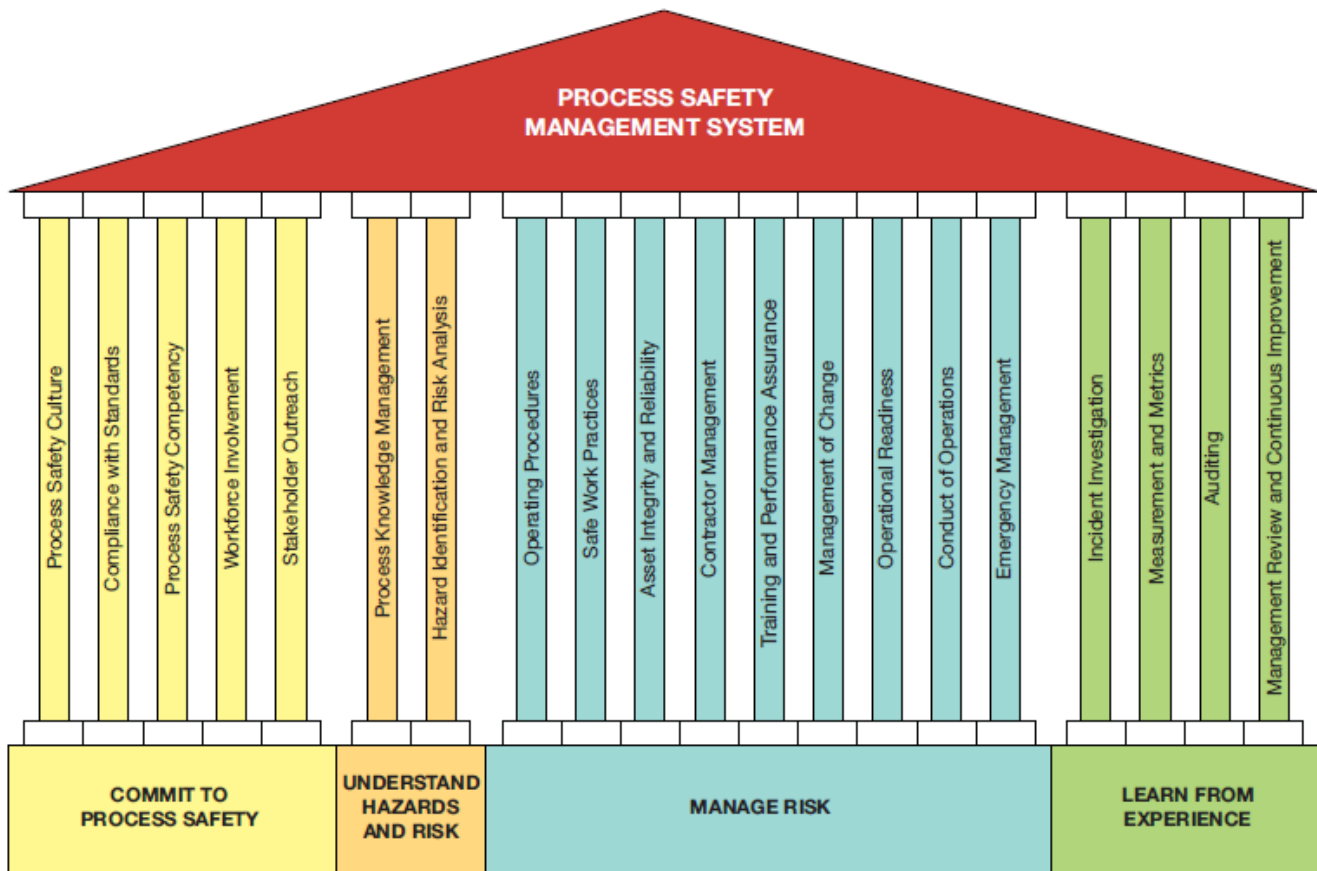 PROCESS SAFETY
MANAGEMENT SYSTEM
Process Safety Culture
Compliance with Standards
Process Safety Competency
Workforce Involvement
Stakeholder Outreach
Process Knowledge Management
Hazard Identification and Risk Analysis
Operating Procedures
Safe Work Practices
Asset Integrity and Reliability
Contractor Management
Training and Performance Assurance
Management of Change
Operational Readiness
Conduct of Operations
Emergency Management
Incident Investigation
Measurement and Metrics
Auditing
Management Review and Continuous Improvement
COMMIT TO
PROCESS SAFETY
UNDERSTAND
HAZARDS
AND RISK
MANAGE RISK
LEARN FROM
EXPERIENCE